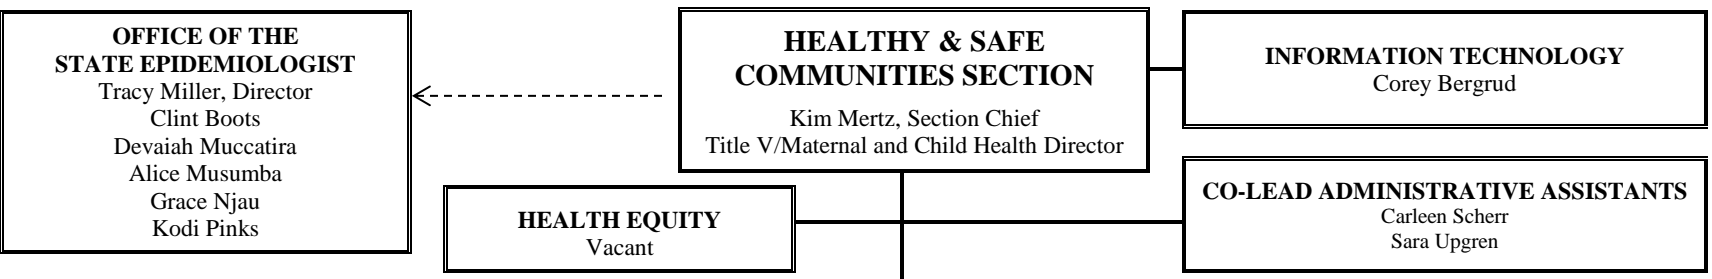 OFFICE OF THE
STATE EPIDEMIOLOGIST
Tracy Miller, Director
Clint Boots
Devaiah Muccatira
Alice Musumba
Grace Njau
Kodi Pinks
HEALTHY & SAFE
COMMUNITIES SECTION
Kim Mertz, Section Chief
Title V/Maternal and Child Health Director
INFORMATION TECHNOLOGY
Corey Bergrud
HEALTH EQUITY
Vacant
CO-LEAD ADMINISTRATIVE ASSISTANTS
Carleen Scherr
Sara Upgren